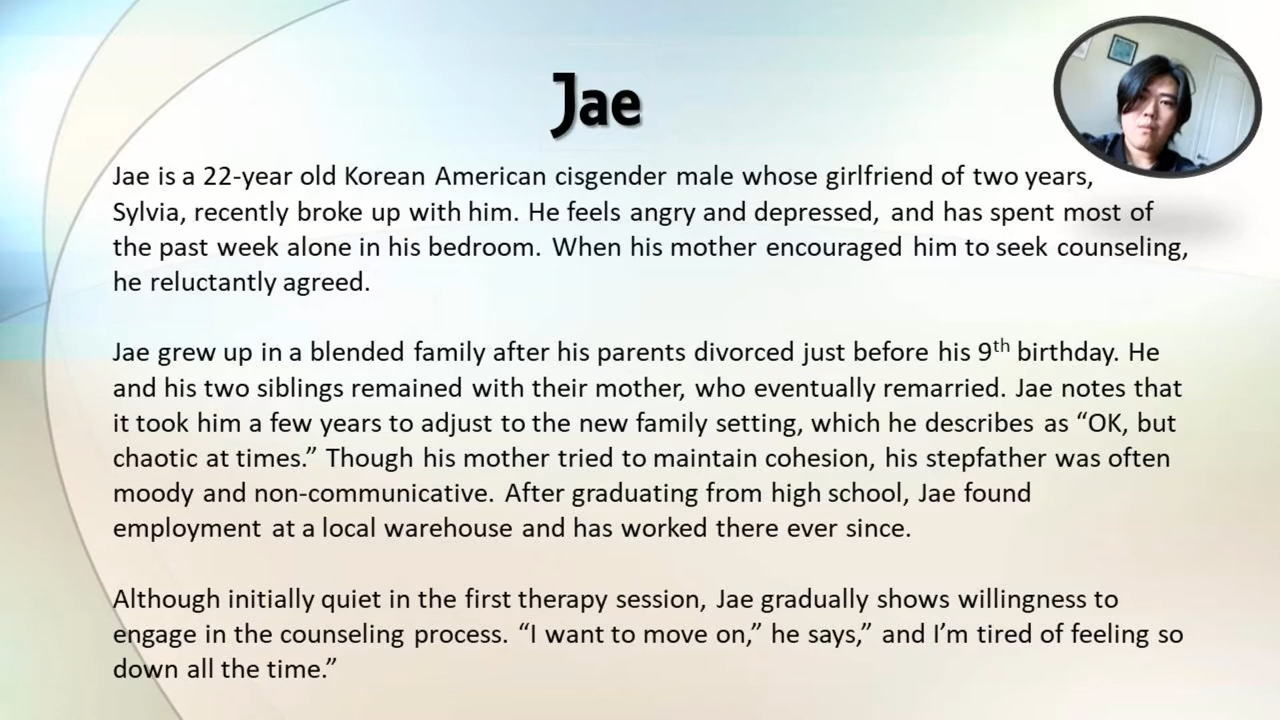 Jae
Jae is a 22-year old Korean American cisgender male whose girlfriend of two years,
Sylvia, recently broke up with him. He feels angry and depressed, and has spent most of
the past week alone in his bedroom. When his mother encouraged him to seek counseling,
he reluctantly agreed.
Jae grew up in a blended family after his parents divorced just before his 9th birthday. He
and his two siblings remained with their mother, who eventually remarried. Jae notes that
it took him a few years to adjust to the new family setting, which he describes as “OK, but
chaotic at times.” Though his mother tried to maintain cohesion, his stepfather was often
moody and non-communicative. After graduating from high school, Jae found
employment at a local warehouse and has worked there ever since.
Although initially quiet in the first therapy session, Jae gradually shows willingness to
engage in the counseling process. “I want to move on,” he says,” and I’m tired of feeling so
down all the time.”